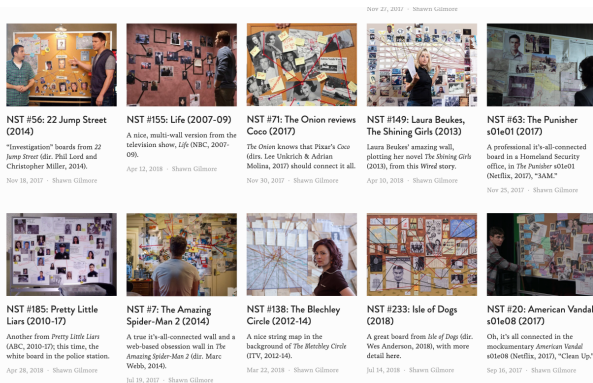 Nov 27, 2017 · Shawn Gilmore
NST #56: 22 Jump Street
(2014)
"Investigation" boards from 22
Jump Street (dir. Phil Lord and
Christopher Miller, 2014).
Nov 18, 2017 · Shawn Gilmore
NST #155: Life (2007-09)
A nice, multi-wall version from the
television show, Life (NBC, 2007-
09).
Apr 12, 2018 · Shawn Gilmore
NST #71: The Onion reviews
Coco (2017)
The Onion knows that Pixar's Coco
(dirs. Lee Unkrich & Adrian
Molina, 2017) should connect it all.
Nov 30, 2017 · Shawn Gilmore
NST #149: Laura Beukes,
The Shining Girls (2013)
Laura Beukes' amazing wall,
plotting her novel The Shining Girls
(2013), from this Wired story.
Apr 10, 2018 · Shawn Gilmore
NST #63: The Punisher
s01e01 (2017)
A professional it's-all-connected
board in a Homeland Security
office, in The Punisher s01e01
(Netflix, 2017), "3AM."
Nov 25, 2017 · Shawn Gilmore
NST #185: Pretty Little
Liars (2010-17)
Another from Pretty Little Liars
(ABC, 2010-17); this time, the
white board in the police station.
Apr 28, 2018 · Shawn Gilmore
NST #7: The Amazing
Spider-Man 2 (2014)
A true it's-all-connected wall and a
web-based obsession wall in The
Amazing Spider-Man 2 (dir. Marc
Webb, 2014).
Jul 19, 2017 · Shawn Gilmore
NST #138: The Blechley
Circle (2012-14)
A nice string map in the
background of The Bletchley Circle
(ITV, 2012-14).
Mar 22, 2018 · Shawn Gilmore
NST #233: Isle of Dogs
(2018)
A great board from Isle of Dogs (dir.
Wes Anderson, 2018), with more
detail here.
Jul 14, 2018 · Shawn Gilmore
NST #20: American Vandal
s01e08 (2017)
Oh, it's all connected in the
mockumentary American Vandal
s01e08 (Netflix, 2017), "Clean Up."
Sep 16, 2017 · Shawn Gilmore